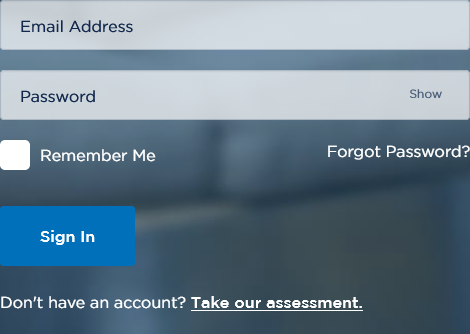 Email Address
Password Show
Remember Me Forgot Password?
Sign In
Don't have an account? Take our assessment.